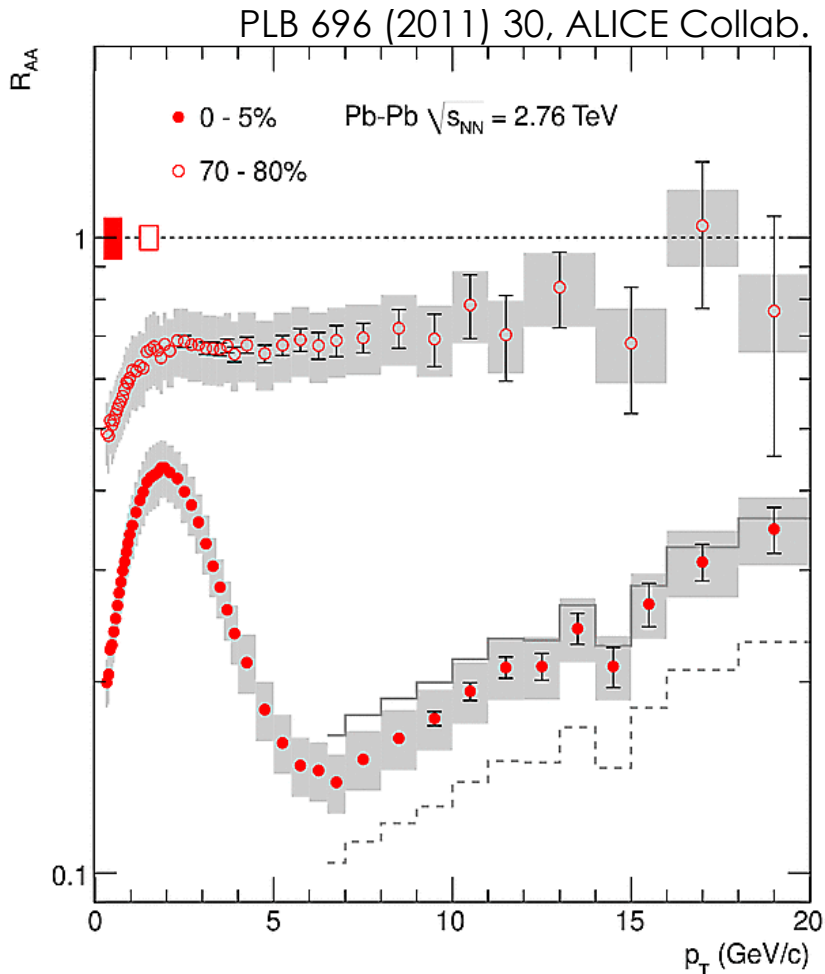 PLB 696 (2011) 30, ALICE Collab.
R_AA
0 - 5% Pb-Pb √s_NN = 2.76 TeV
70 - 80%
1
0.1
0 5 10 15 20
p_T (GeV/c)